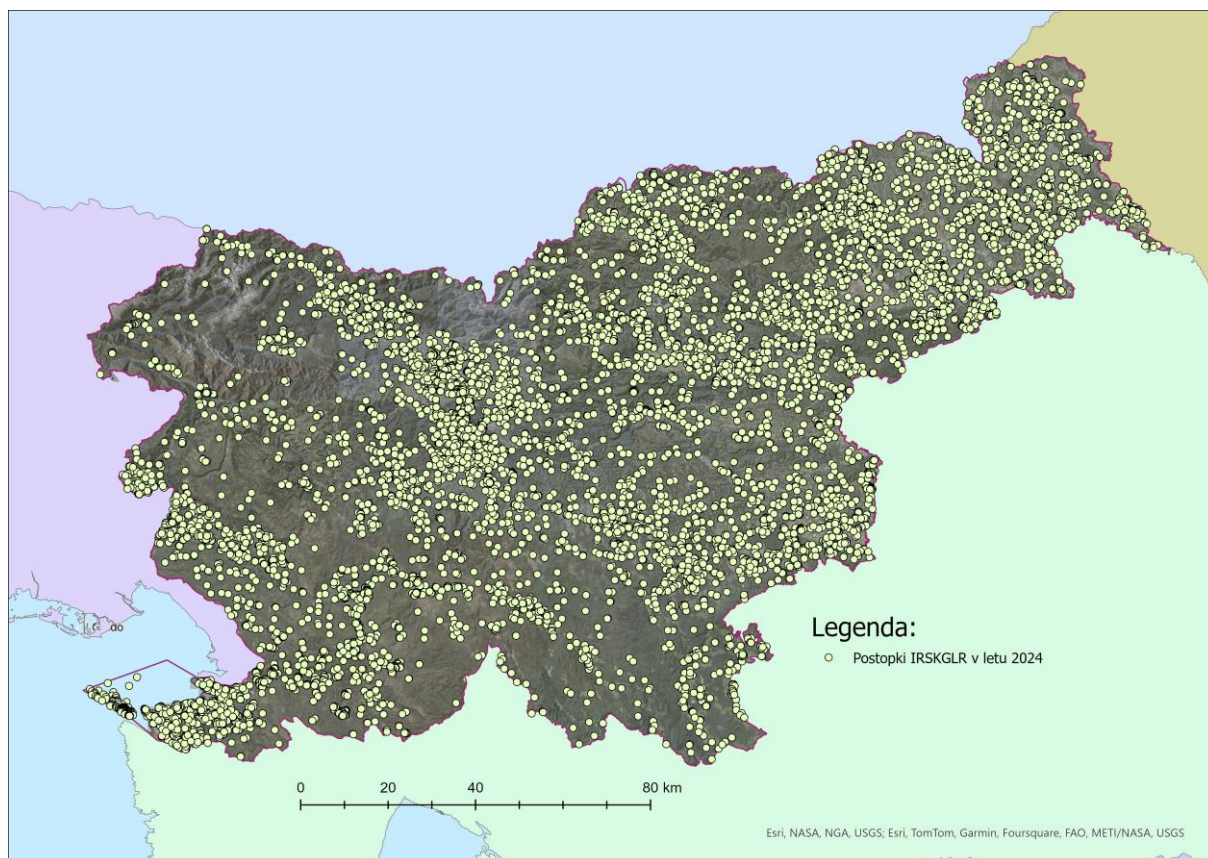 Legenda:
Postopki IRSKGLR v letu 2024
0 20 40 80 km
Esri, NASA, NGA, USGS; Esri, TomTom, Garmin, Foursquare, FAO, METI/NASA, USGS